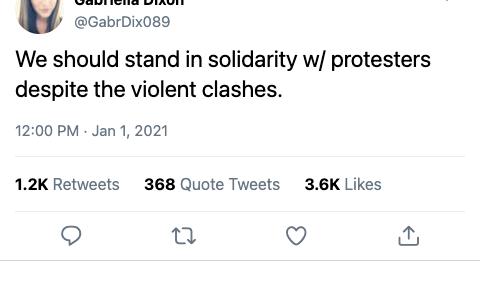 Gabriella Dixon
@GabrDix089
We should stand in solidarity w/ protesters
despite the violent clashes.
12:00 PM · Jan 1, 2021
1.2K Retweets 368 Quote Tweets 3.6K Likes